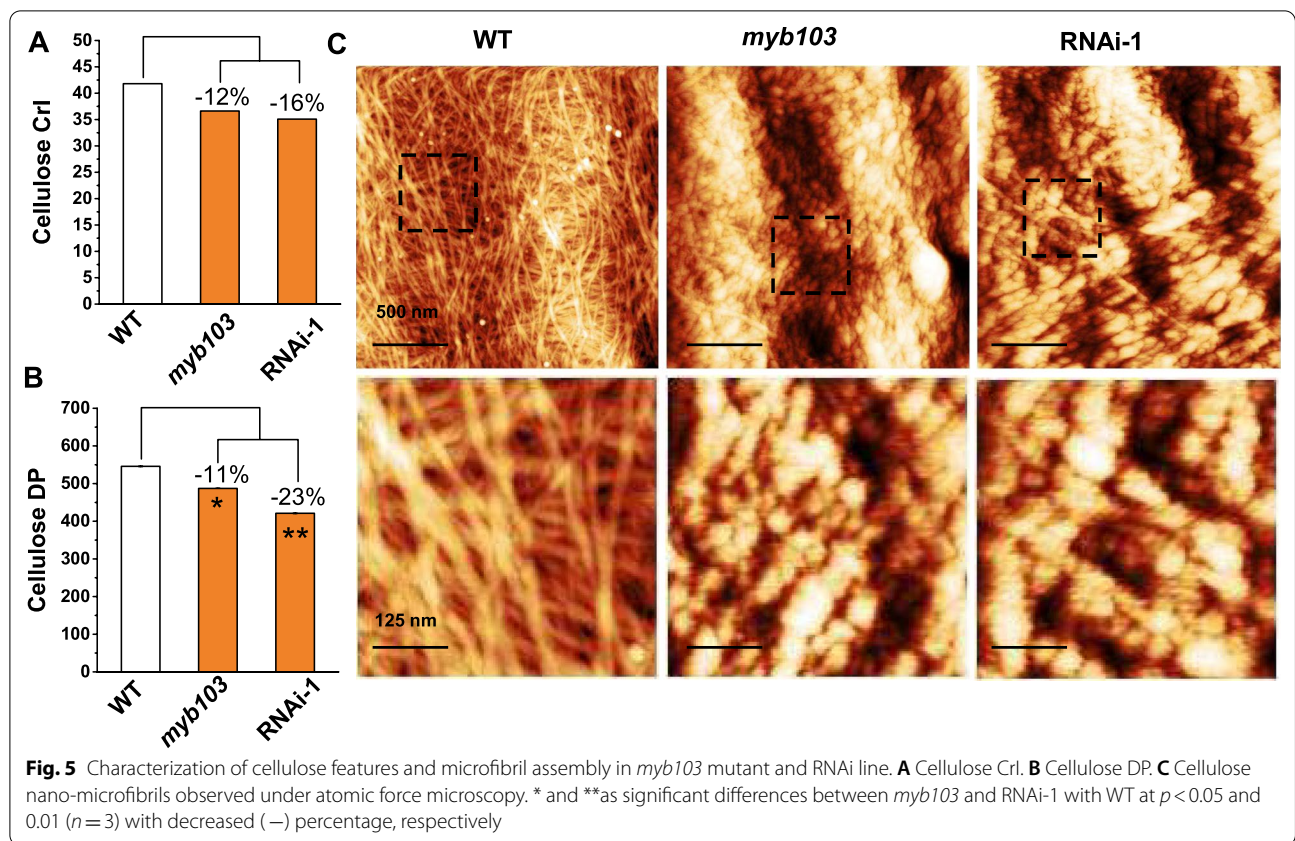 A
50
45
40
35
30
25
20
15
10
5
0
Cellulose CrI
-12%
-16%
WT
myb103
RNAi-1
B
700
600
500
400
300
200
100
0
Cellulose DP
-11%
*
-23%
**
WT
myb103
RNAi-1
C
WT
myb103
RNAi-1
500 nm
125 nm
Fig. 5 Characterization of cellulose features and microfibril assembly in myb103 mutant and RNAi line. A Cellulose CrI. B Cellulose DP. C Cellulose
nano-microfibrils observed under atomic force microscopy. * and **as significant differences between myb103 and RNAi-1 with WT at p < 0.05 and
0.01 (n = 3) with decreased (−) percentage, respectively